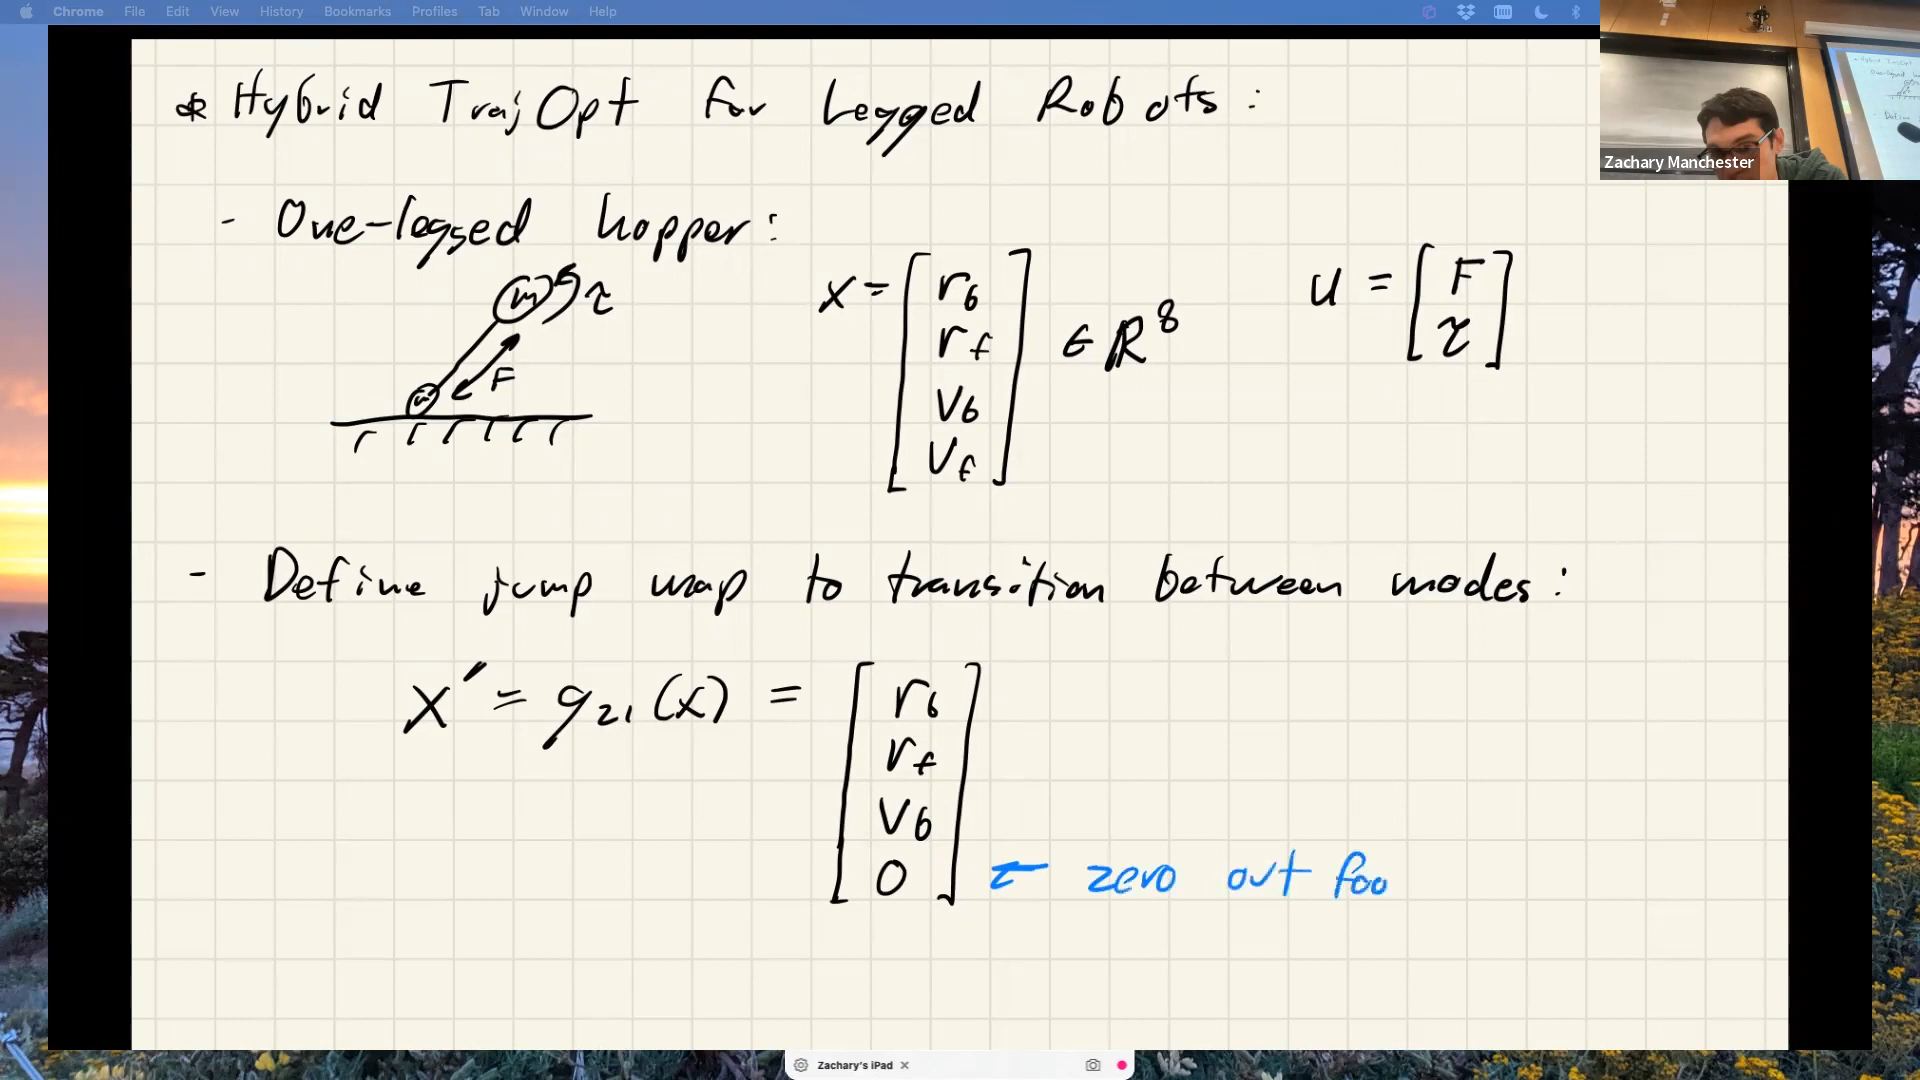 Chrome File Edit View History Bookmarks Profiles Tab Window Help
Zachary Manchester
* Hybrid TrajOpt for Legged Robots:
- One-legged hopper:
m τ
F
m
x = [ r_b r_f v_b v_f ] ∈ R^8
u = [ F τ ]
- Define jump map to transition between modes:
x' = g_21 (x) = [ r_b r_f v_b 0 ] ← zero out foo
Zachary's iPad